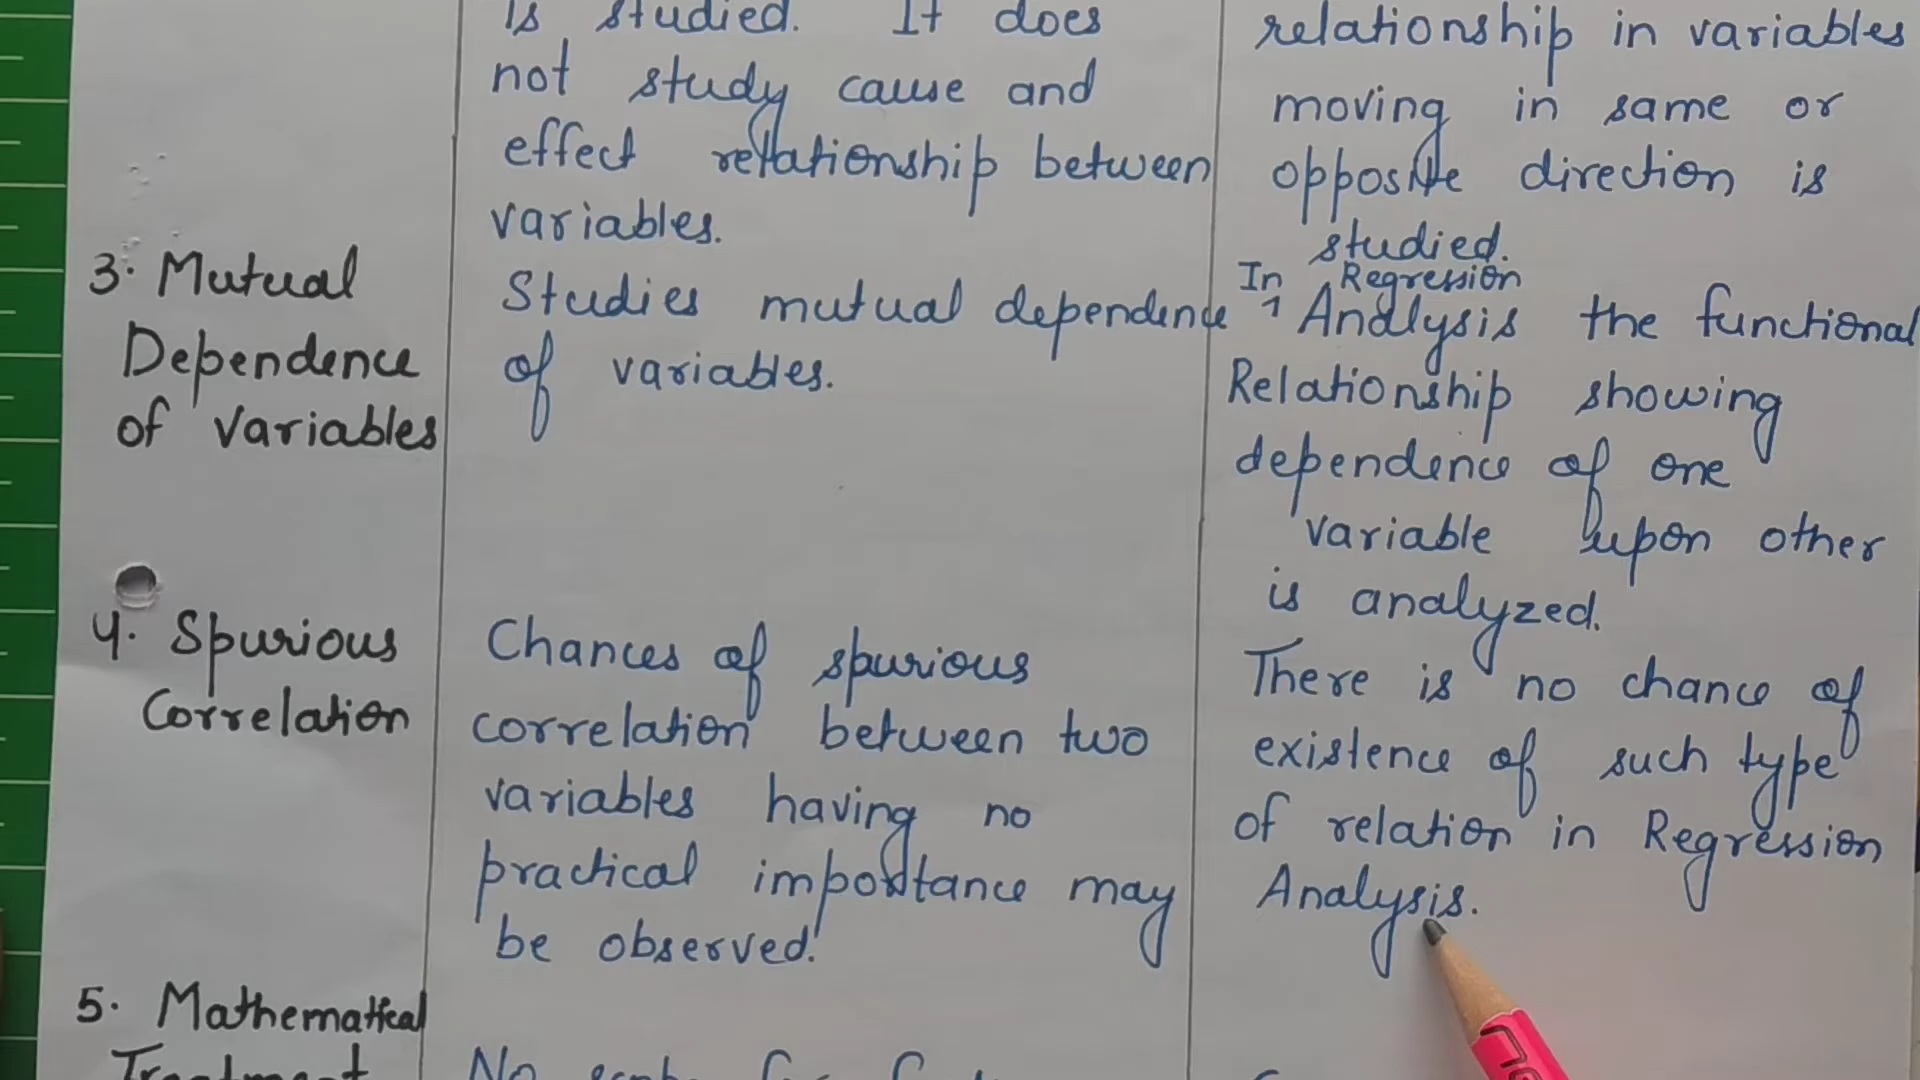 is studied. It does
not study cause and
effect relationship between
variables.
relationship in variables
moving in same or
opposite direction is
studied.
3. Mutual
Dependence
of variables
Studies mutual dependence
of variables.
In Regression
Analysis the functional
Relationship showing
dependence of one
variable upon other
is analyzed.
4. Spurious
Correlation
Chances of spurious
correlation between two
variables having no
practical importance may
be observed.
There is no chance of
existence of such type
of relation in Regression
Analysis.
5. Mathematical
Treatment
No